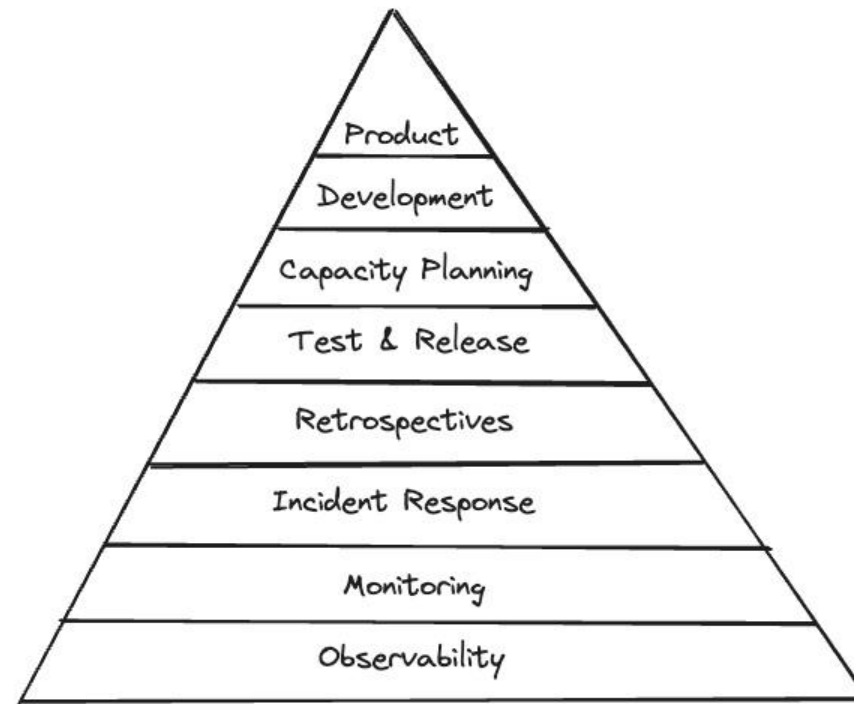 Product
Development
Capacity Planning
Test & Release
Retrospectives
Incident Response
Monitoring
Observability